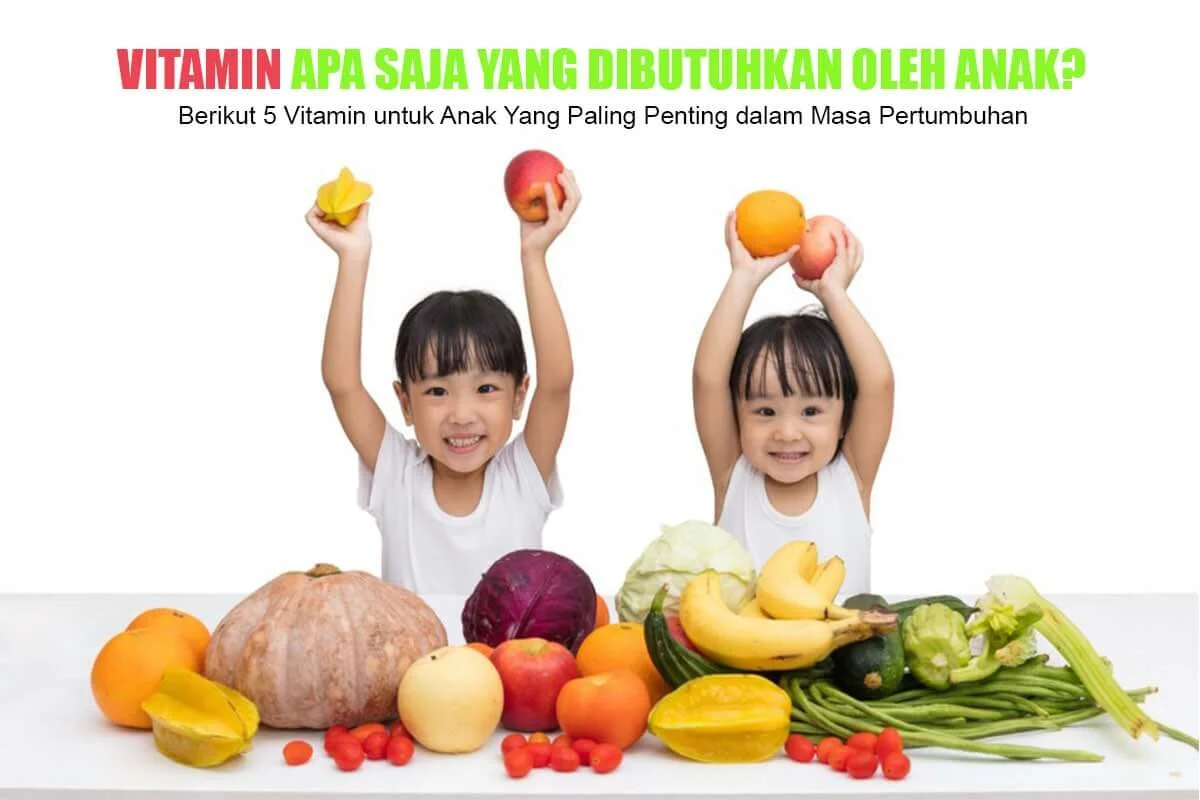 VITAMIN APA SAJA YANG DIBUTUHKAN OLEH ANAK?
Berikut 5 Vitamin untuk Anak Yang Paling Penting dalam Masa Pertumbuhan